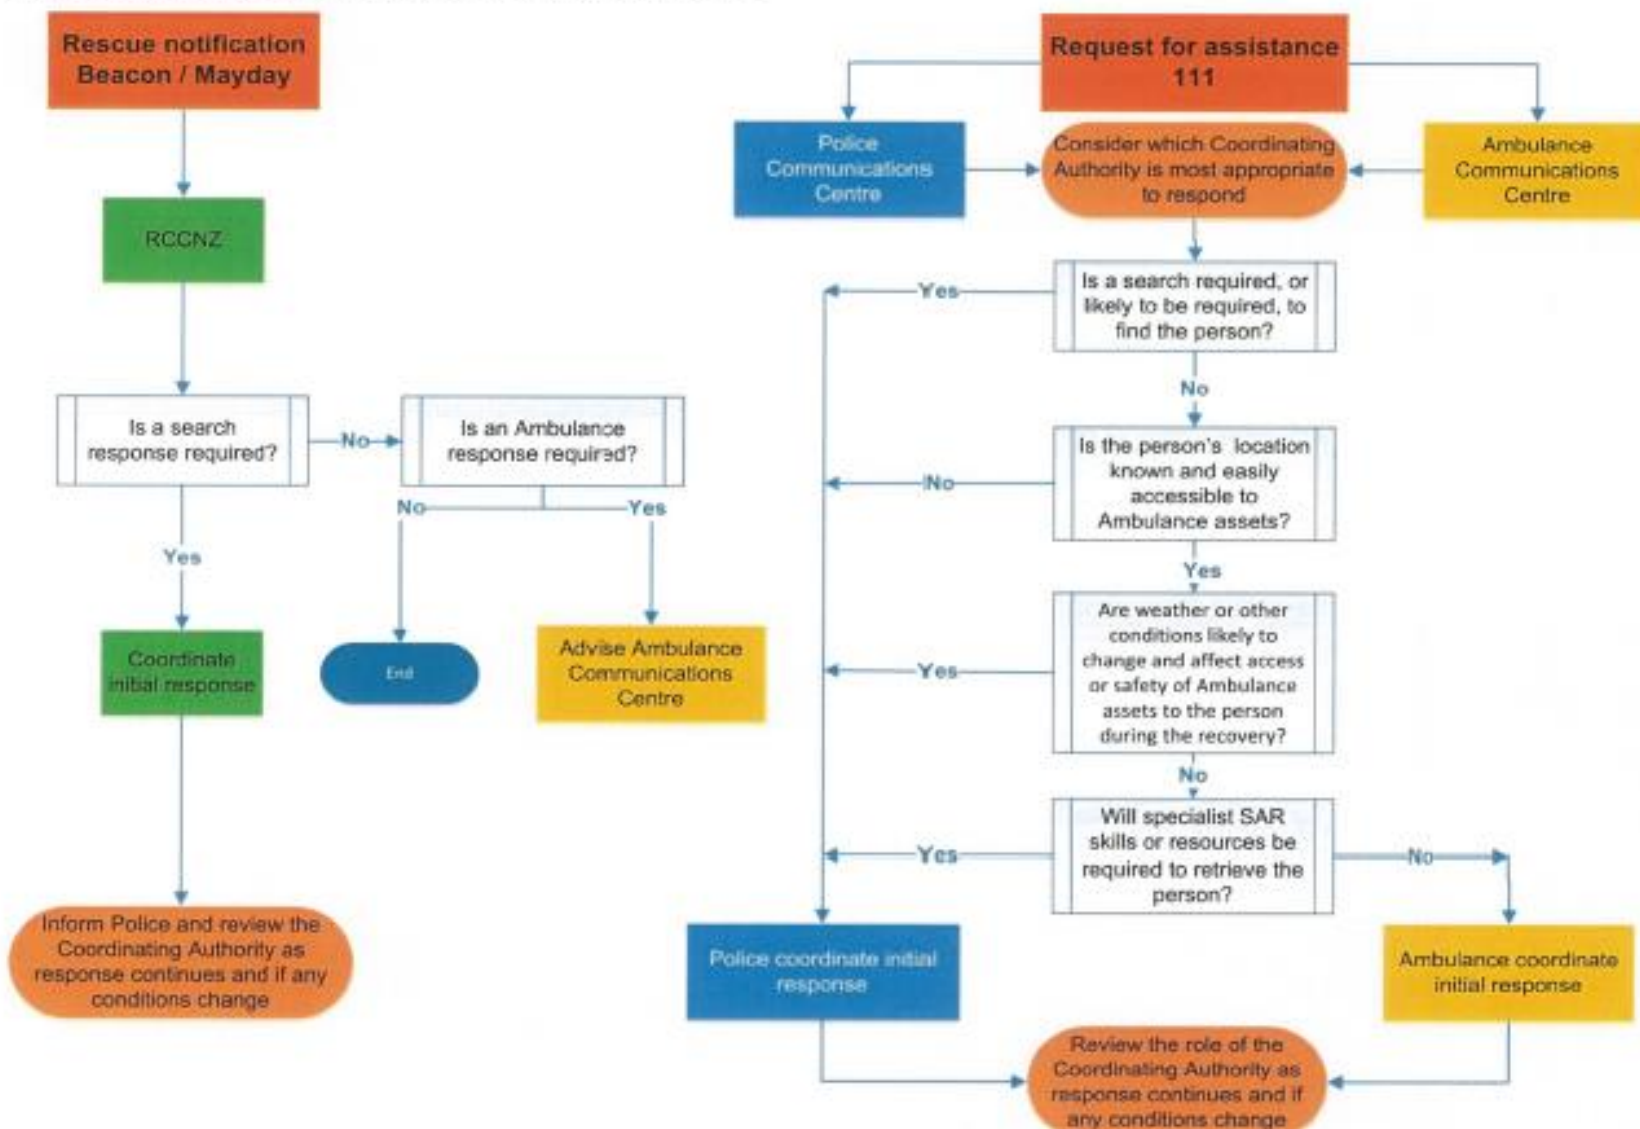 Rescue notification
Beacon / Mayday
RCCNZ
Is a search
response required?
No
Is an Ambulance
response required?
No
Yes
Yes
Coordinate
initial response
End
Advise Ambulance
Communications
Centre
Inform Police and review the
Coordinating Authority as
response continues and if any
conditions change
Request for assistance
111
Police
Communications
Centre
Consider which Coordinating
Authority is most appropriate
to respond
Ambulance
Communications
Centre
Is a search required, or
likely to be required, to
find the person?
Yes
No
Is the person's location
known and easily
accessible to
Ambulance assets?
No
Yes
Are weather or other
conditions likely to
change and affect access
or safety of Ambulance
assets to the person
during the recovery?
Yes
No
Will specialist SAR
skills or resources be
required to retrieve the
person?
Yes
No
Police coordinate initial
response
Ambulance coordinate
initial response
Review the role of the
Coordinating Authority as
response continues and if
any conditions change